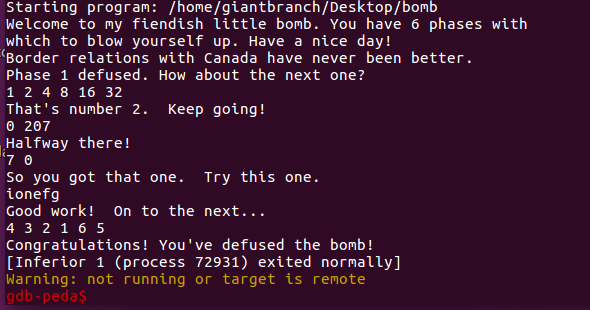 Starting program: /home/giantbranch/Desktop/bomb
Welcome to my fiendish little bomb. You have 6 phases with
which to blow yourself up. Have a nice day!
Border relations with Canada have never been better.
Phase 1 defused. How about the next one?
1 2 4 8 16 32
That's number 2.  Keep going!
0 207
Halfway there!
7 0
So you got that one.  Try this one.
ionefg
Good work!  On to the next...
4 3 2 1 6 5
Congratulations! You've defused the bomb!
[Inferior 1 (process 72931) exited normally]
Warning: not running or target is remote
gdb-peda$